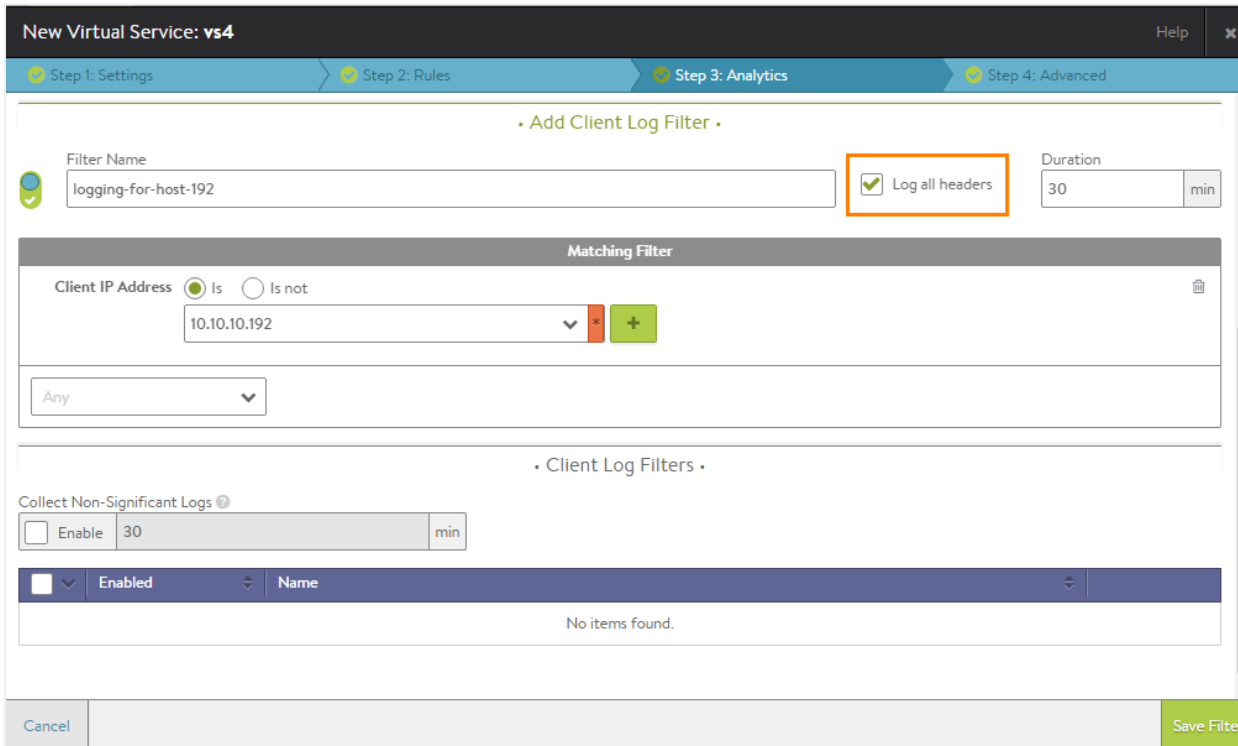 New Virtual Service: vs4
Help
Step 1: Settings
Step 2: Rules
Step 3: Analytics
Step 4: Advanced
• Add Client Log Filter •
Filter Name
logging-for-host-192
Log all headers
Duration
30 min
Matching Filter
Client IP Address Is Is not
10.10.10.192 * +
Any
• Client Log Filters •
Collect Non-Significant Logs ?
Enable 30 min
Enabled Name
No items found.
Cancel
Save Filte